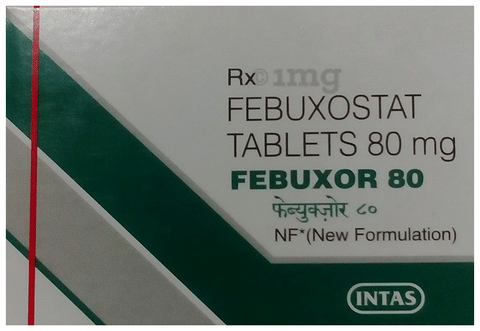 Rx ©1mg
FEBUXOSTAT
TABLETS 80 mg
FEBUXOR 80
फेब्युक्ज़ोर ८०
NF*(New Formulation)
INTAS